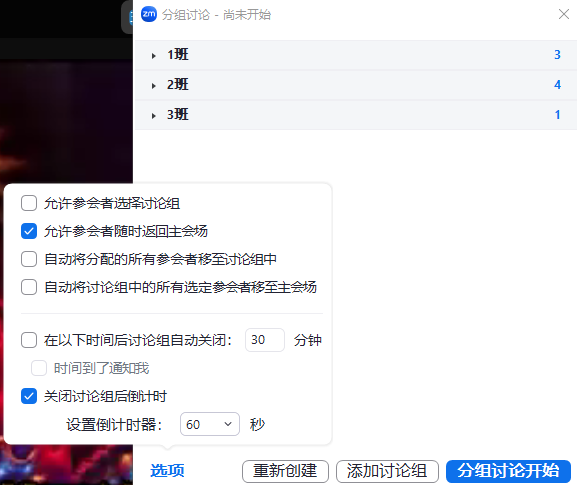 zm 分组讨论 - 尚未开始
1班 3
2班 4
3班 1
允许参会者选择讨论组
允许参会者随时返回主会场
自动将分配的所有参会者移至讨论组中
自动将讨论组中的所有选定参会者移至主会场
在以下时间后讨论组自动关闭: 30 分钟
时间到了通知我
关闭讨论组后倒计时
设置倒计时器: 60 秒
选项 重新创建 添加讨论组 分组讨论开始